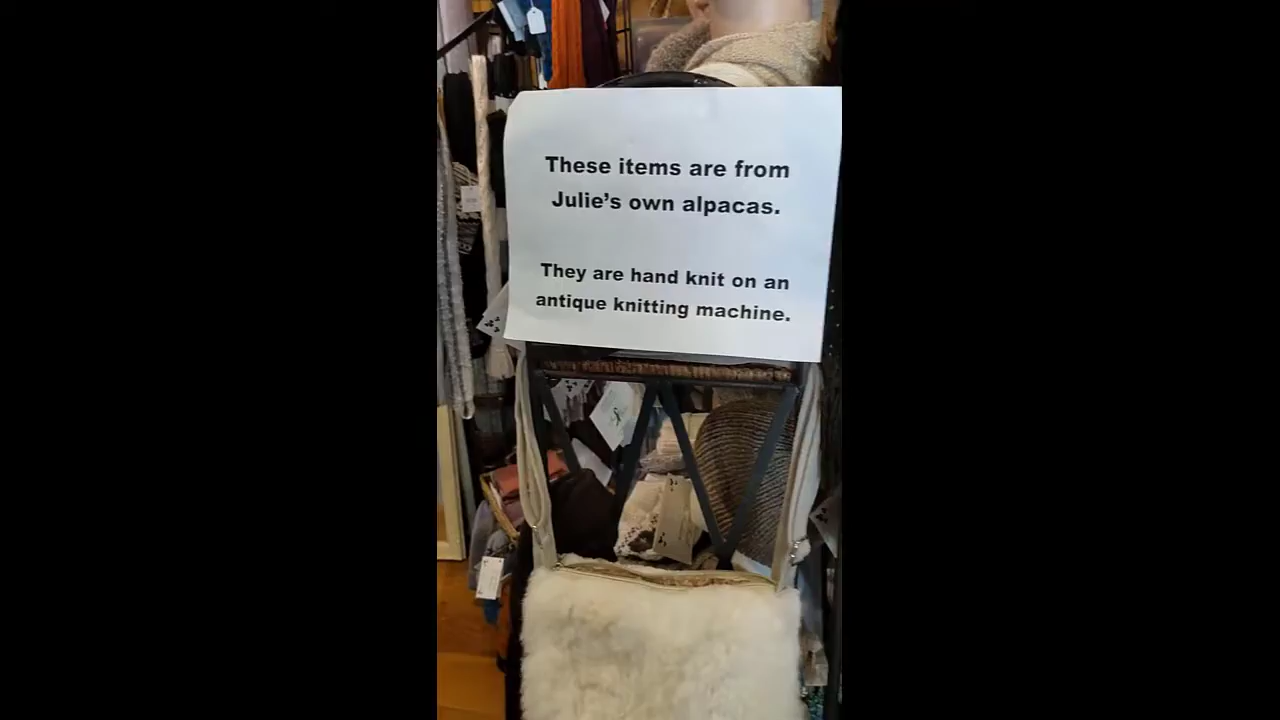 These items are from
Julie’s own alpacas.
They are hand knit on an
antique knitting machine.